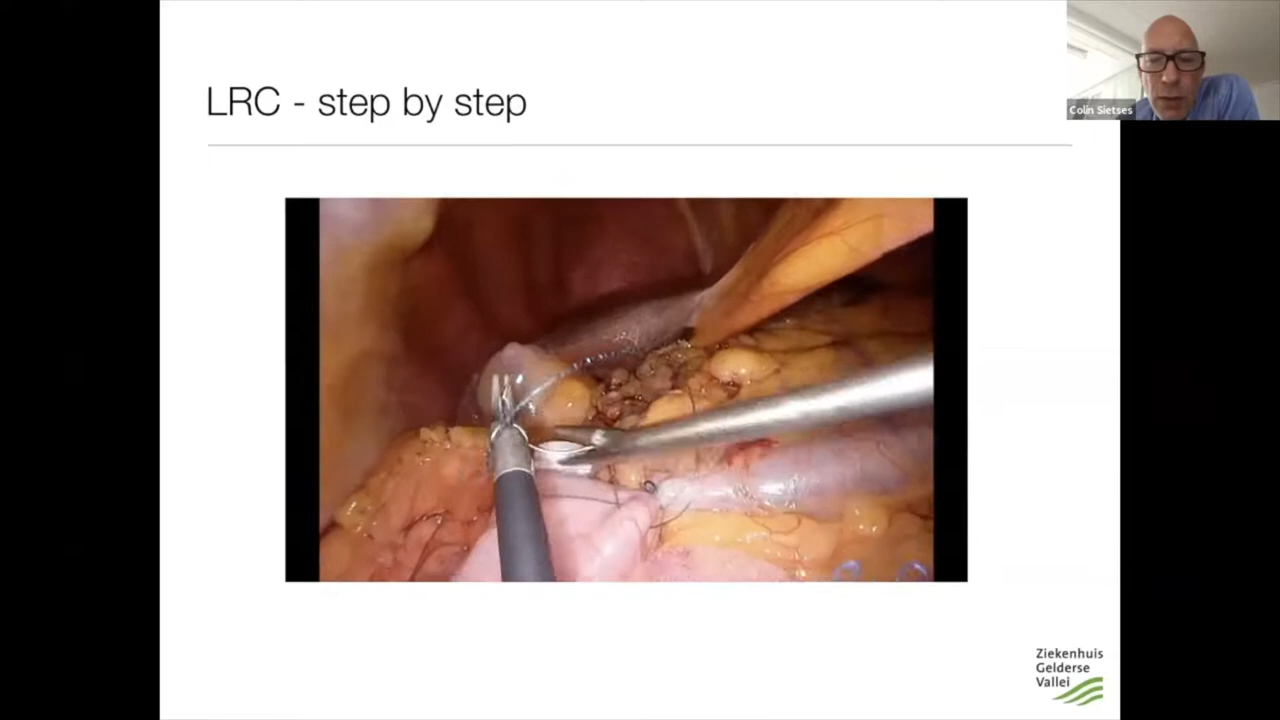 LRC - step by step
Colin Sietses
Ziekenhuis
Gelderse
Vallei